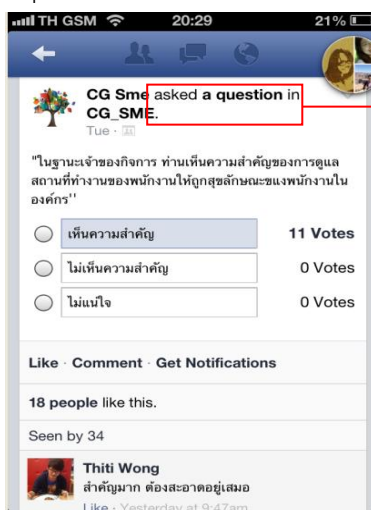 TH GSM 20:29 21%
CG Sme asked a question in
CG_SME.
Tue
"ในฐานะเจ้าของกิจการ ท่านเห็นความสำคัญของการดูแล
สถานที่ทำงานของพนักงานให้ถูกสุขลักษณะขแงพนักงานใน
องค์กร''
เห็นความสำคัญ 11 Votes
ไม่เห็นความสำคัญ 0 Votes
ไม่แน่ใจ 0 Votes
Like · Comment · Get Notifications
18 people like this.
Seen by 34
Thiti Wong
สำคัญมาก ต้องสะอาดอยู่เสมอ
Like · Yesterday at 9:47am